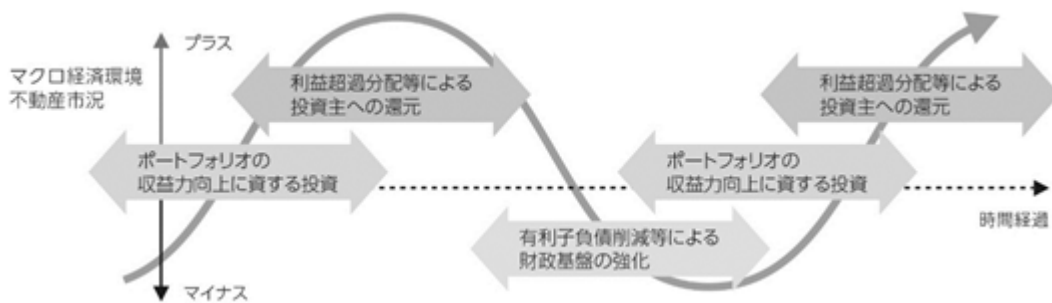 プラス
マクロ経済環境
不動産市況
利益超過分配等による
投資主への還元
利益超過分配等による
投資主への還元
ポートフォリオの
収益力向上に資する投資
ポートフォリオの
収益力向上に資する投資
時間経過
有利子負債削減等による
財政基盤の強化
マイナス